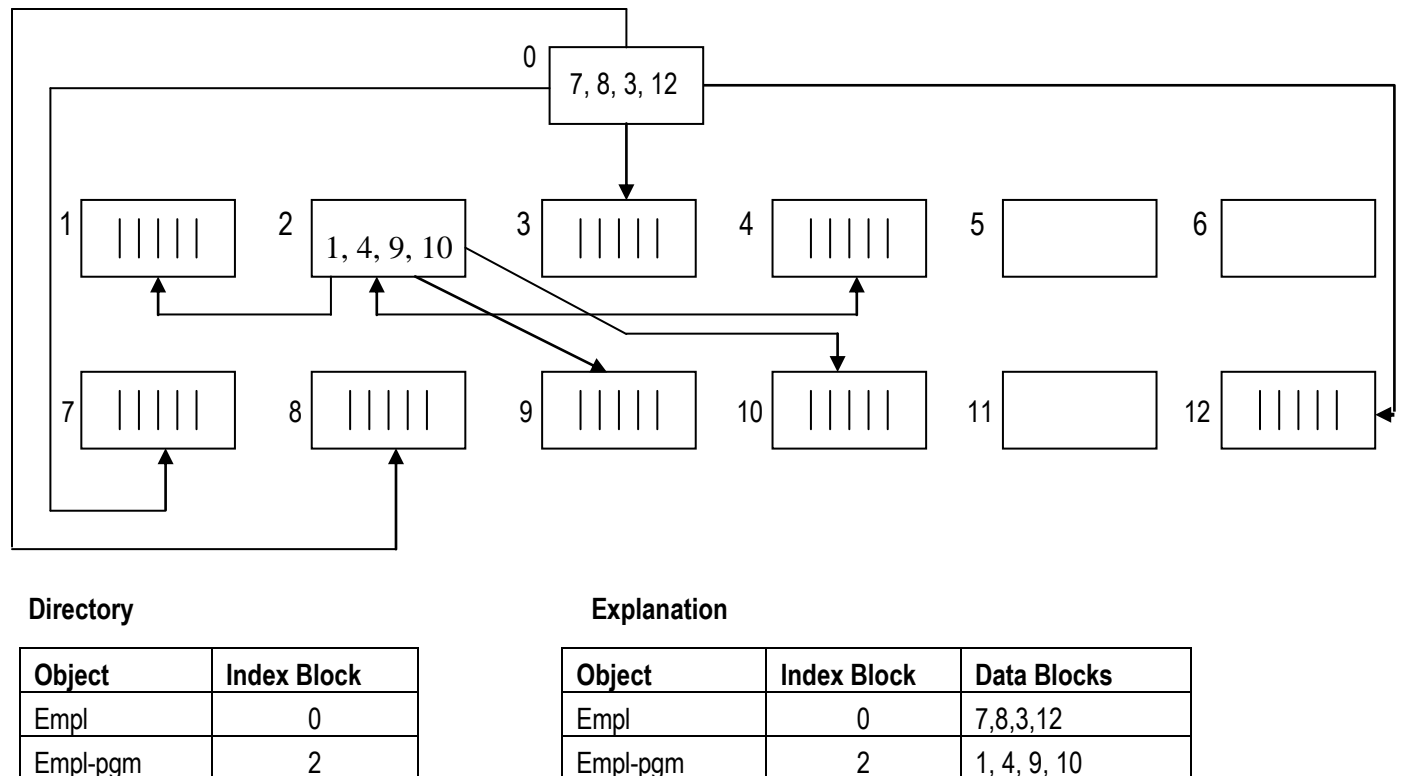 0
7, 8, 3, 12
1 2 3 4 5 6
1, 4, 9, 10
7 8 9 10 11 12
Directory
Object Index Block
Empl 0
Empl-pgm 2
Explanation
Object Index Block Data Blocks
Empl 0 7,8,3,12
Empl-pgm 2 1, 4, 9, 10